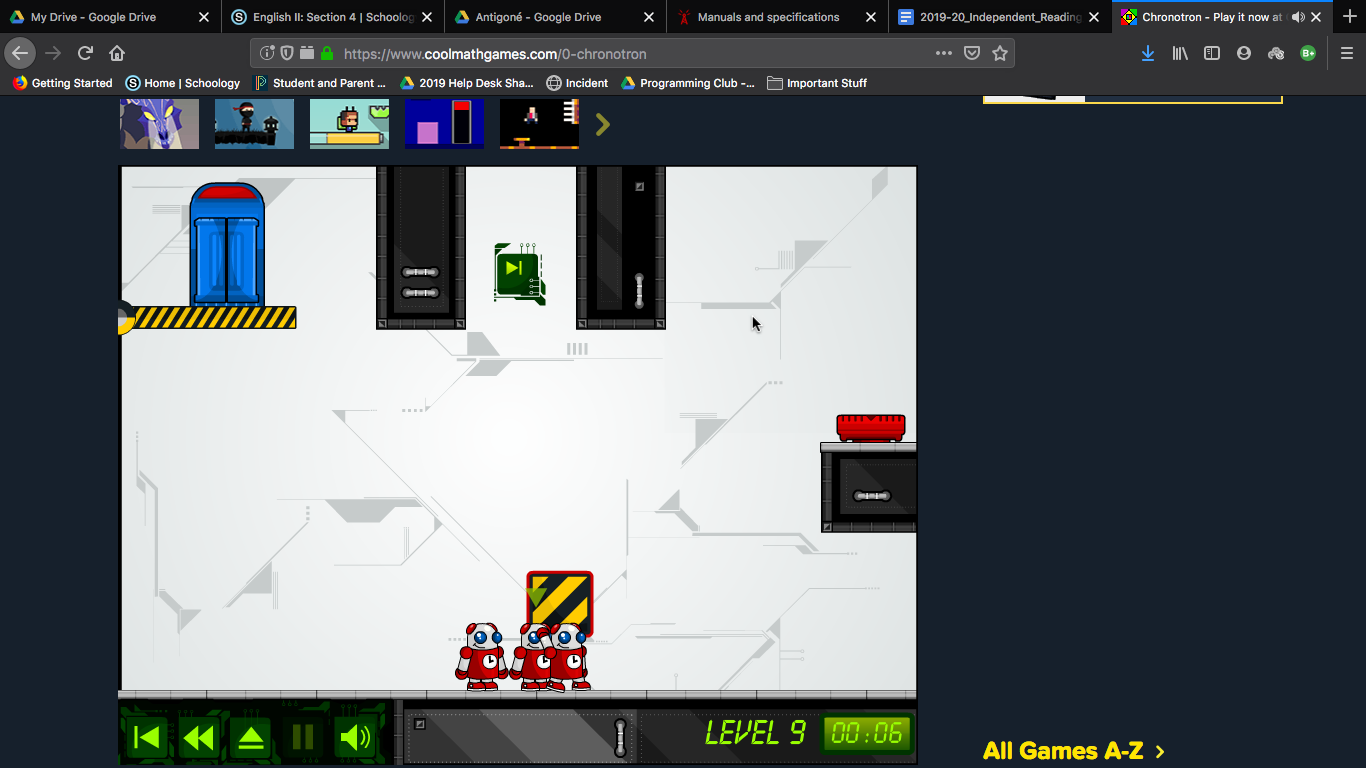 My Drive - Google Drive
English II: Section 4 | Schoolog
Antigoné - Google Drive
Manuals and specifications
2019-20_Independent_Reading
Chronotron - Play it now at
https://www.coolmathgames.com/0-chronotron
B+
Getting Started
Home | Schoology
Student and Parent ...
2019 Help Desk Sha...
Incident
Programming Club -...
Important Stuff
LEVEL 9
00:06
All Games A-Z